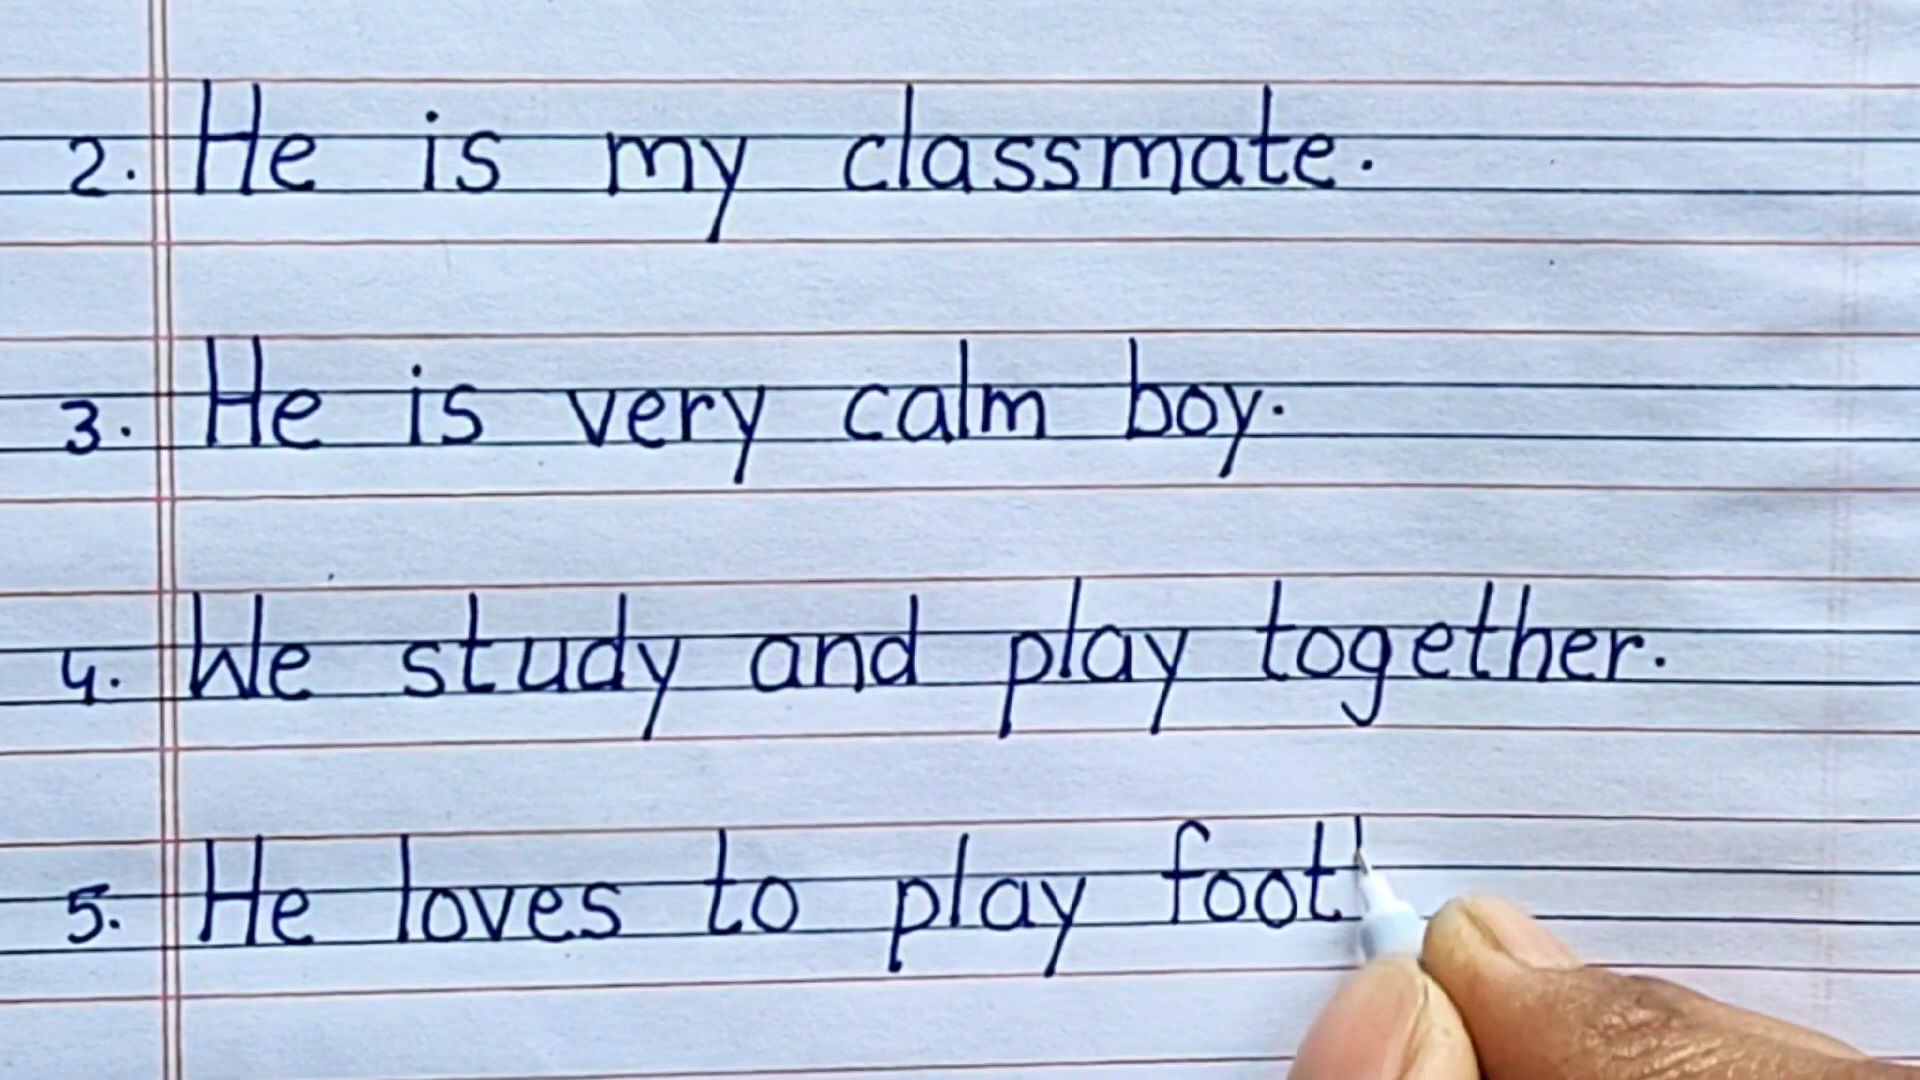 2. He is my classmate.
3. He is very calm boy.
4. We study and play together.
5. He loves to play foot